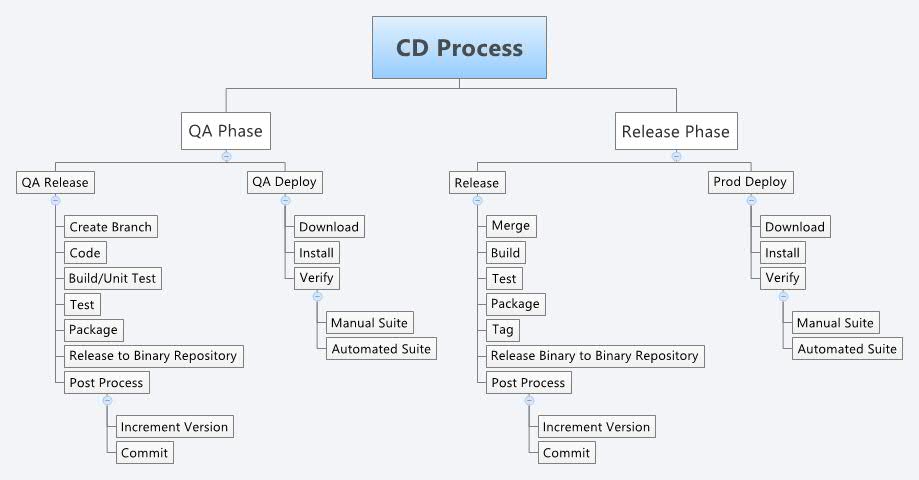 CD Process
QA Phase
QA Release
Create Branch
Code
Build/Unit Test
Test
Package
Release to Binary Repository
Post Process
Increment Version
Commit
QA Deploy
Download
Install
Verify
Manual Suite
Automated Suite
Release Phase
Release
Merge
Build
Test
Package
Tag
Release Binary to Binary Repository
Post Process
Increment Version
Commit
Prod Deploy
Download
Install
Verify
Manual Suite
Automated Suite